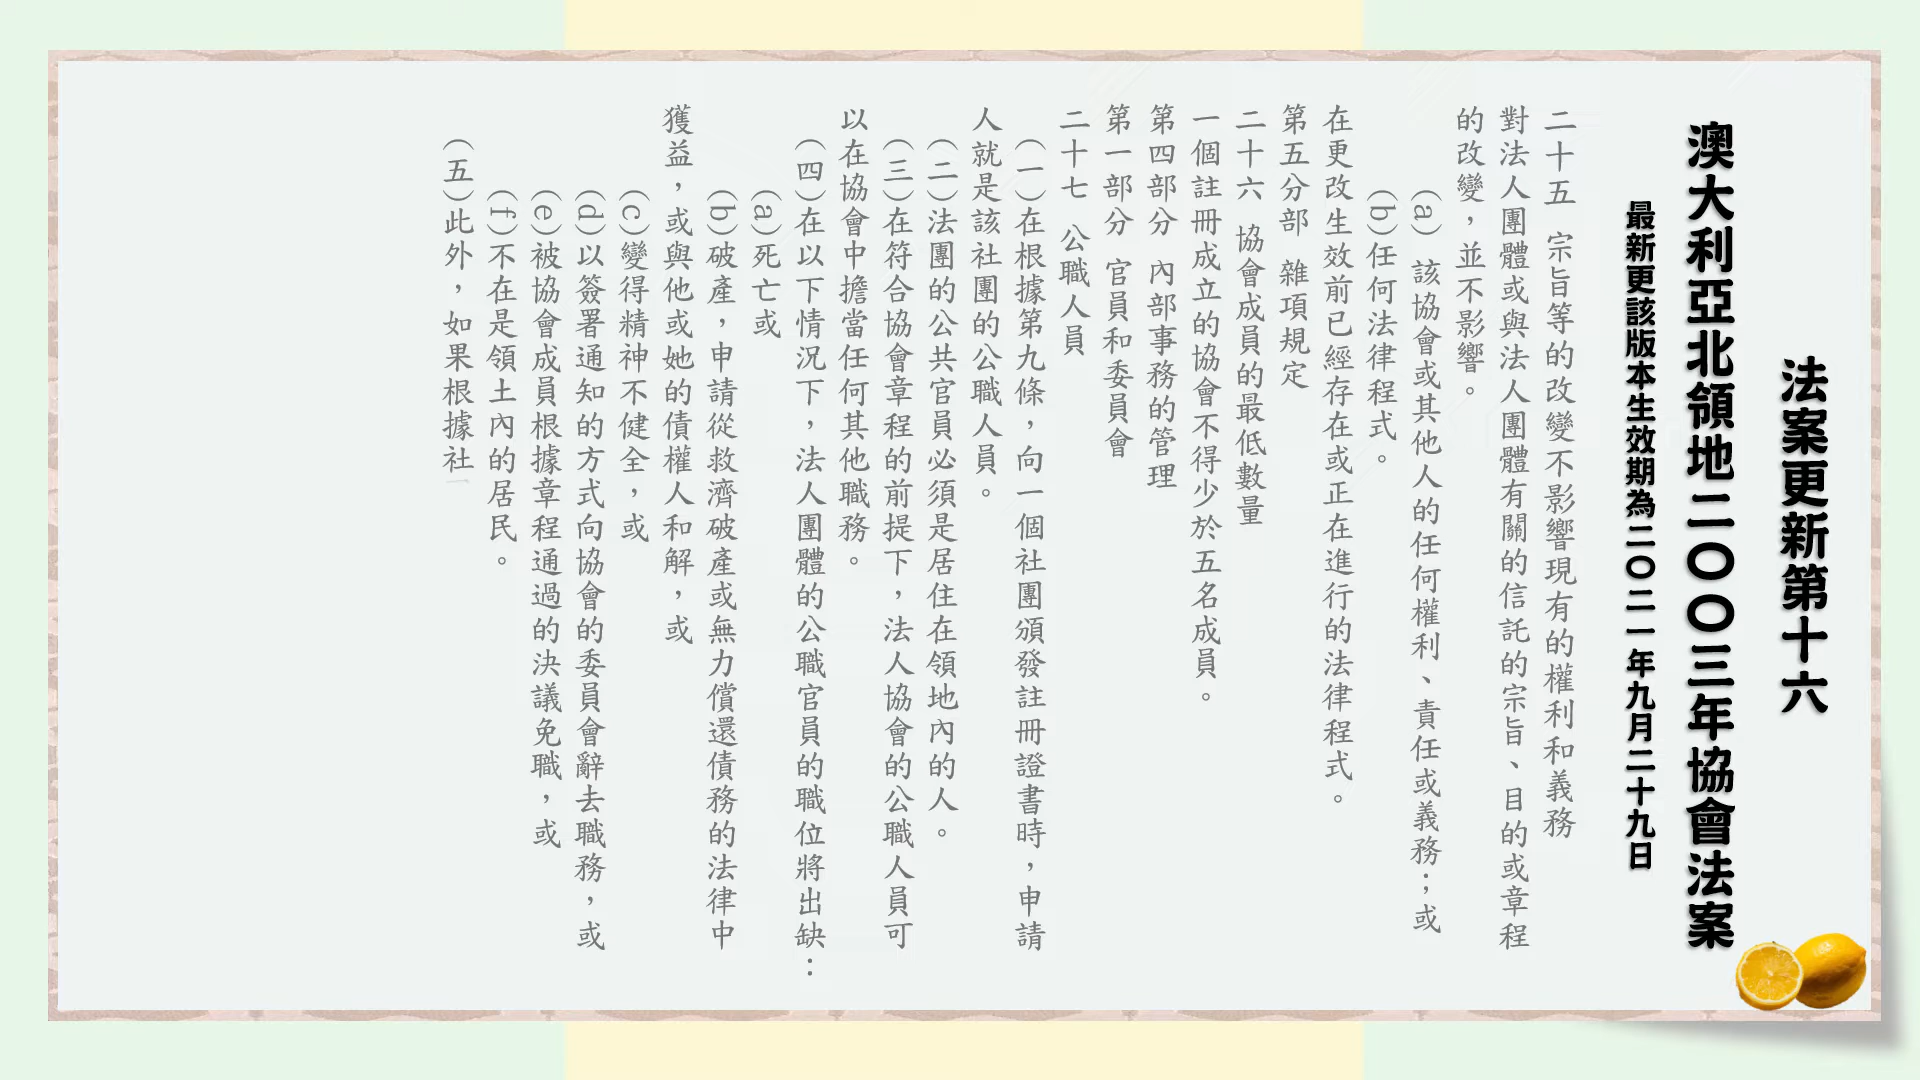 法案更新第十六
澳大利亞北領地二〇〇三年協會法案
最新更該版本生效期為二〇二一年九月二十九日
二十五 宗旨等的改變不影響現有的權利和義務
對法人團體或與法人團體有關的信託的宗旨、目的或章程
的改變，並不影響。
(a) 該協會或其他人的任何權利、責任或義務；或
(b)任何法律程式。
在更改生效前已經存在或正在進行的法律程式。
第五分部 雜項規定
二十六 協會成員的最低數量
一個註冊成立的協會不得少於五名成員。
第四部分 內部事務的管理
第一部分 官員和委員會
二十七 公職人員
(一)在根據第九條，向一個社團頒發註冊證書時，申請
人就是該社團的公職人員。
(二)法團的公共官員必須是居住在領地內的人。
(三)在符合協會章程的前提下，法人協會的公職人員可
以在協會中擔當任何其他職務。
(四)在以下情況下，法人團體的公職官員的職位將出缺：
(a)死亡或
(b)破產，申請從救濟破產或無力償還債務的法律中
獲益，或與他或她的債權人和解，或
(c)變得精神不健全，或
(d)以簽署通知的方式向協會的委員會辭去職務，或
(e)被協會成員根據章程通過的決議免職，或
(f)不在是領土內的居民。
(五)此外，如果根據社